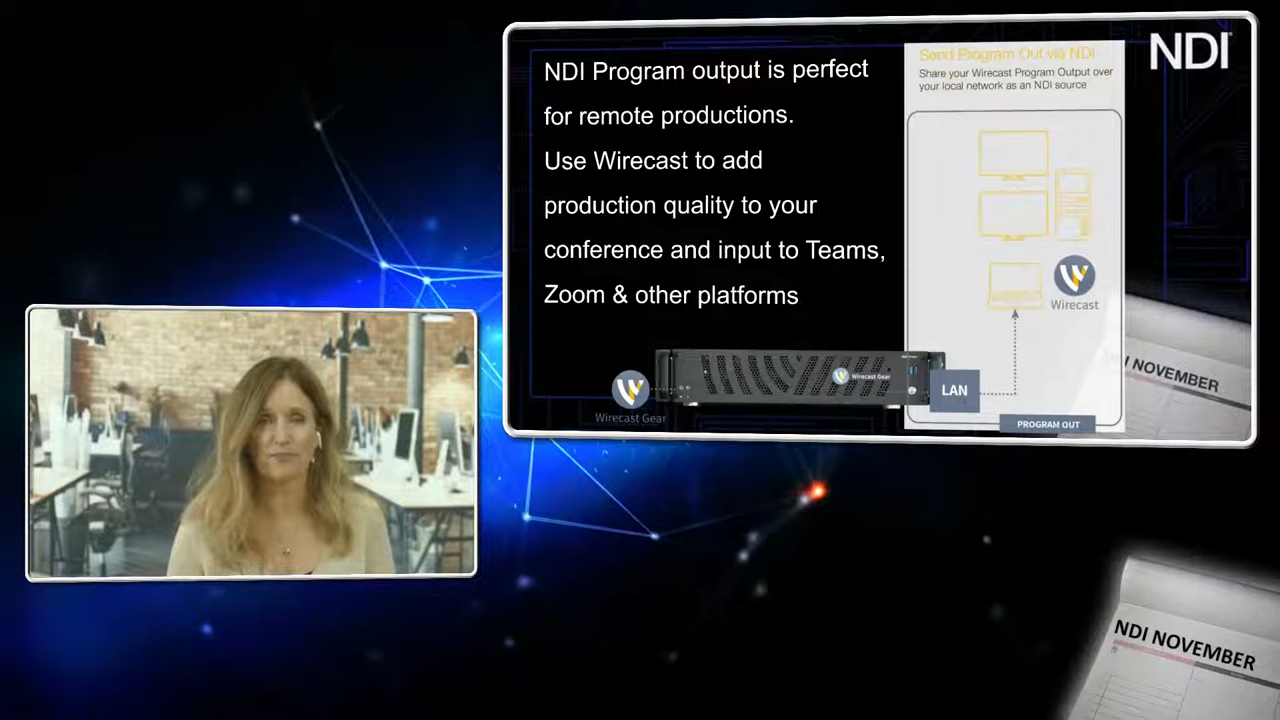 NDI Program output is perfect
for remote productions.
Use Wirecast to add
production quality to your
conference and input to Teams,
Zoom & other platforms
Send Program Out via NDI
Share your Wirecast Program Output over
your local network as an NDI source
NDI
Wirecast
NOVEMBER
Wirecast Gear
Wirecast Gear
LAN
PROGRAM OUT
NDI NOVEMBER